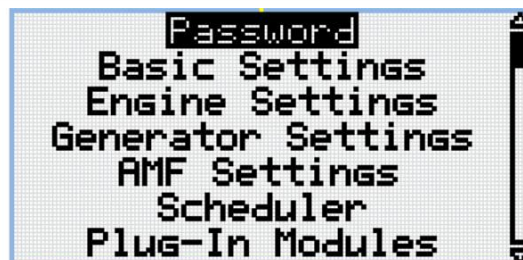 Password
Basic Settings
Engine Settings
Generator Settings
AMF Settings
Scheduler
Plug-In Modules